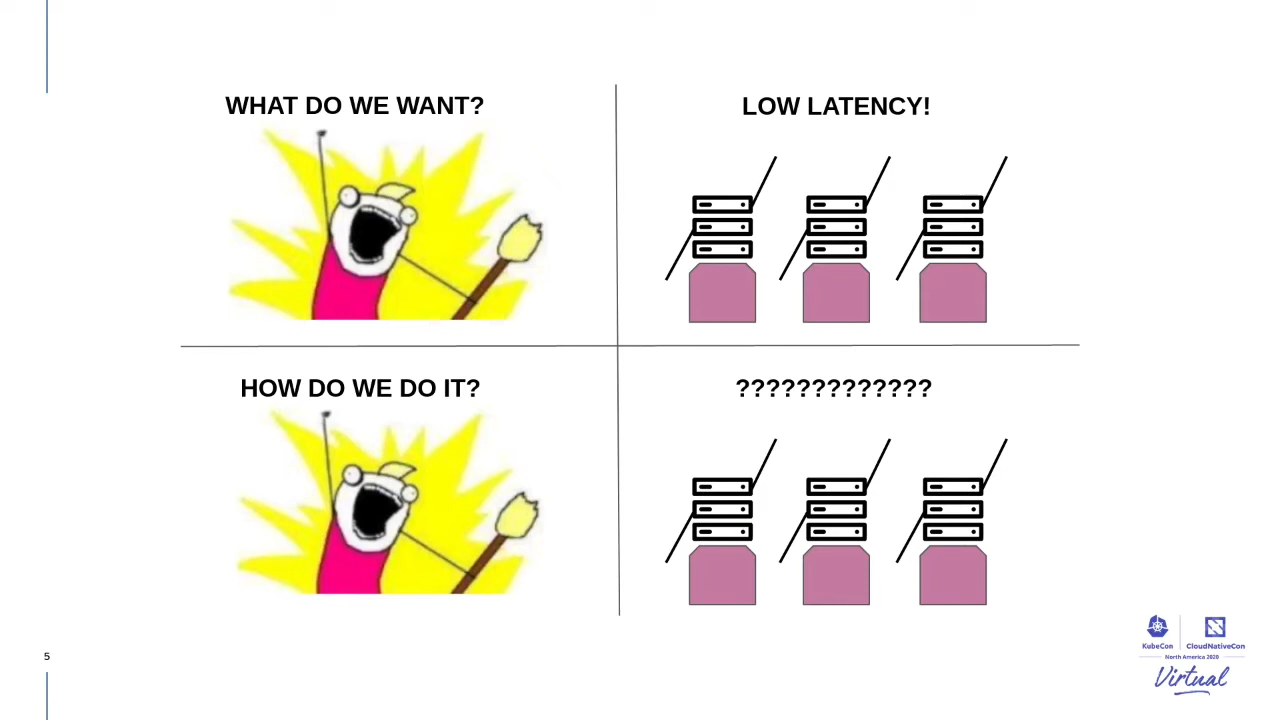 WHAT DO WE WANT?
LOW LATENCY!
HOW DO WE DO IT?
?????????????
5
KubeCon
CloudNativeCon
North America 2020
Virtual